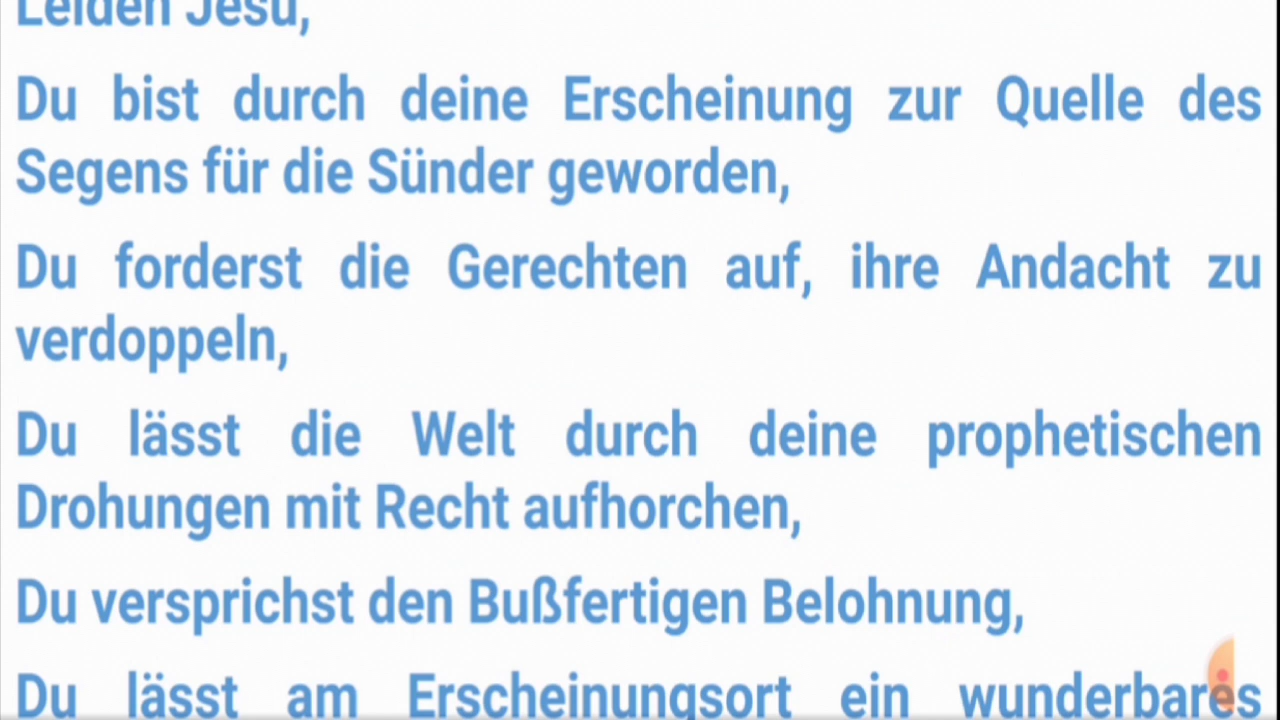 Leiden Jesu,
Du bist durch deine Erscheinung zur Quelle des
Segens für die Sünder geworden,
Du forderst die Gerechten auf, ihre Andacht zu
verdoppeln,
Du lässt die Welt durch deine prophetischen
Drohungen mit Recht aufhorchen,
Du versprichst den Bußfertigen Belohnung,
Du lässt am Erscheinungsort ein wunderbares